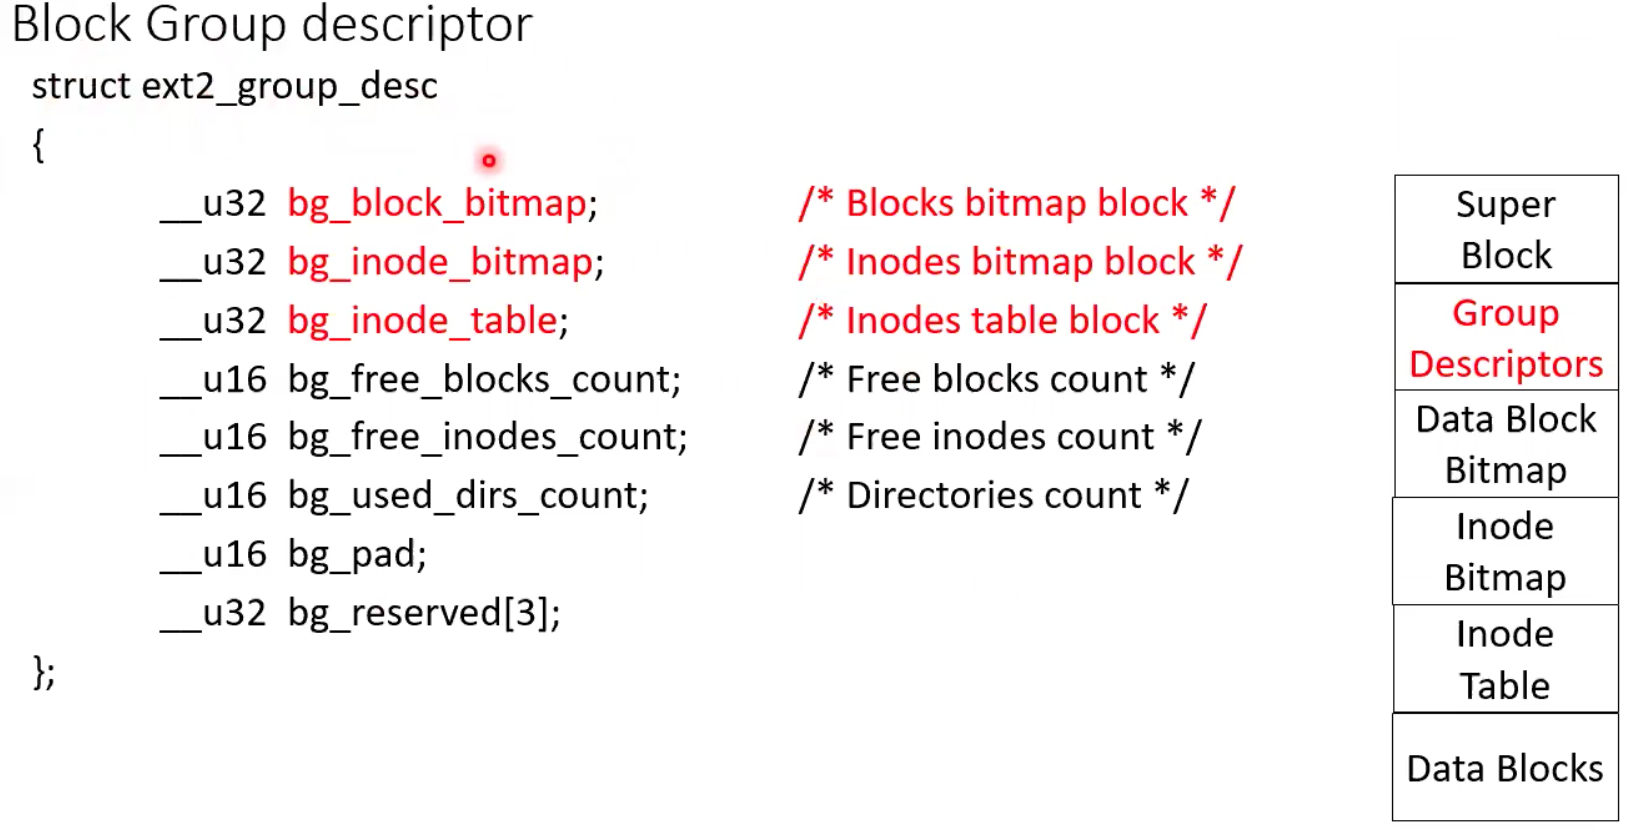 Block Group descriptor
struct ext2_group_desc
{
__u32 bg_block_bitmap; /* Blocks bitmap block */
__u32 bg_inode_bitmap; /* Inodes bitmap block */
__u32 bg_inode_table; /* Inodes table block */
__u16 bg_free_blocks_count; /* Free blocks count */
__u16 bg_free_inodes_count; /* Free inodes count */
__u16 bg_used_dirs_count; /* Directories count */
__u16 bg_pad;
__u32 bg_reserved[3];
};
Super
Block
Group
Descriptors
Data Block
Bitmap
Inode
Bitmap
Inode
Table
Data Blocks